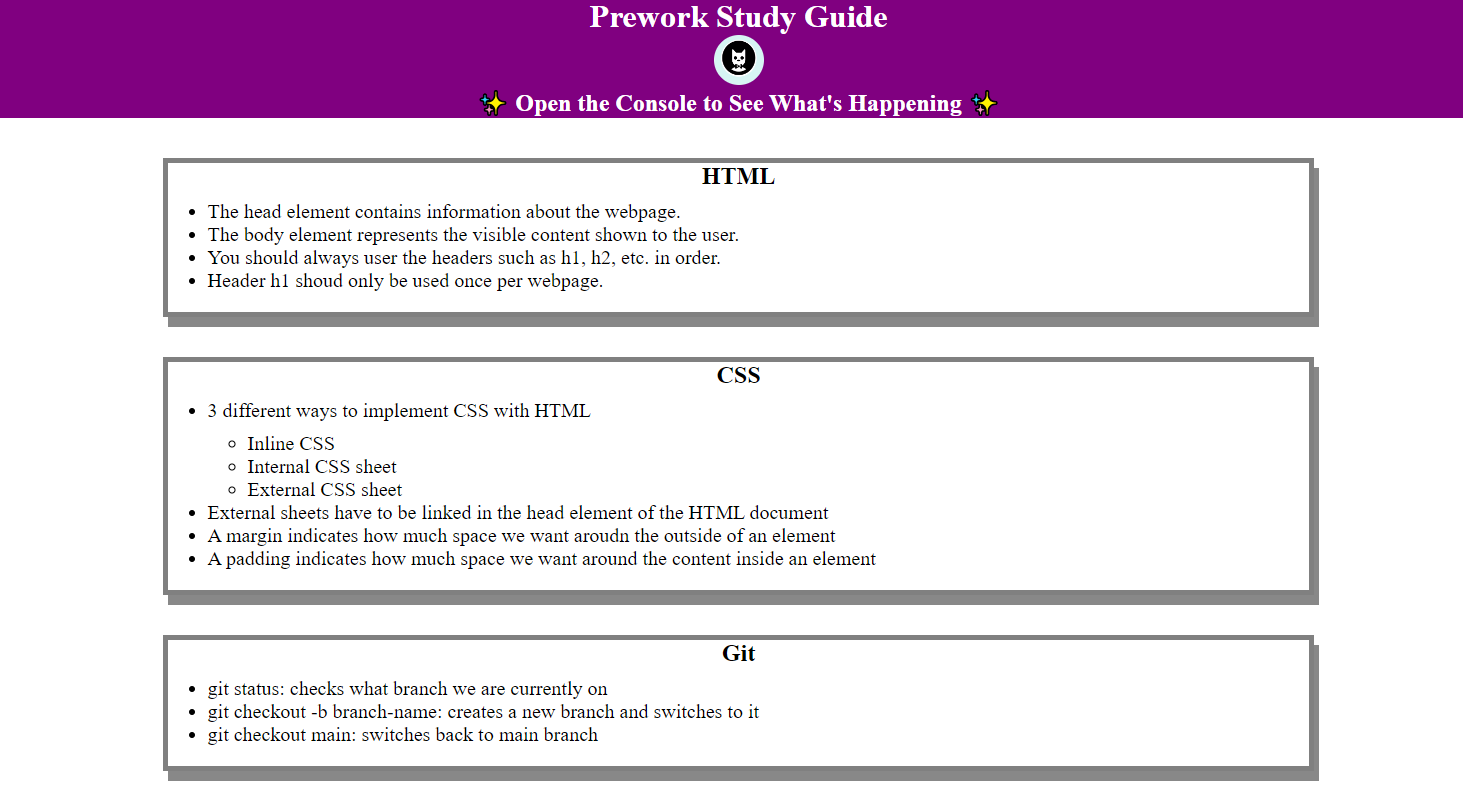 Prework Study Guide
✨ Open the Console to See What's Happening ✨
HTML
The head element contains information about the webpage.
The body element represents the visible content shown to the user.
You should always user the headers such as h1, h2, etc. in order.
Header h1 shoud only be used once per webpage.
CSS
3 different ways to implement CSS with HTML
Inline CSS
Internal CSS sheet
External CSS sheet
External sheets have to be linked in the head element of the HTML document
A margin indicates how much space we want aroudn the outside of an element
A padding indicates how much space we want around the content inside an element
Git
git status: checks what branch we are currently on
git checkout -b branch-name: creates a new branch and switches to it
git checkout main: switches back to main branch